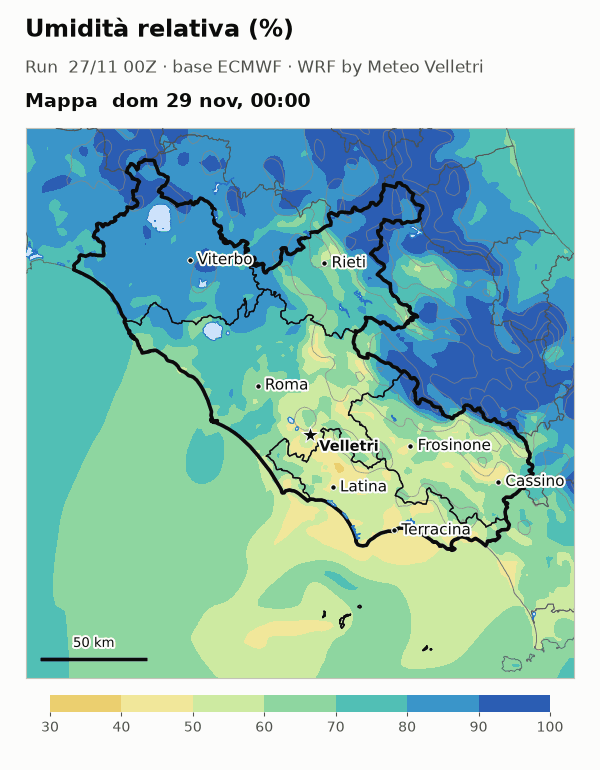 Umidità relativa (%)
Run 27/11 00Z · base ECMWF · WRF by Meteo Velletri
Mappa dom 29 nov, 00:00
Viterbo
Rieti
Roma
Velletri
Frosinone
Cassino
Latina
Terracina
50 km
30 40 50 60 70 80 90 100